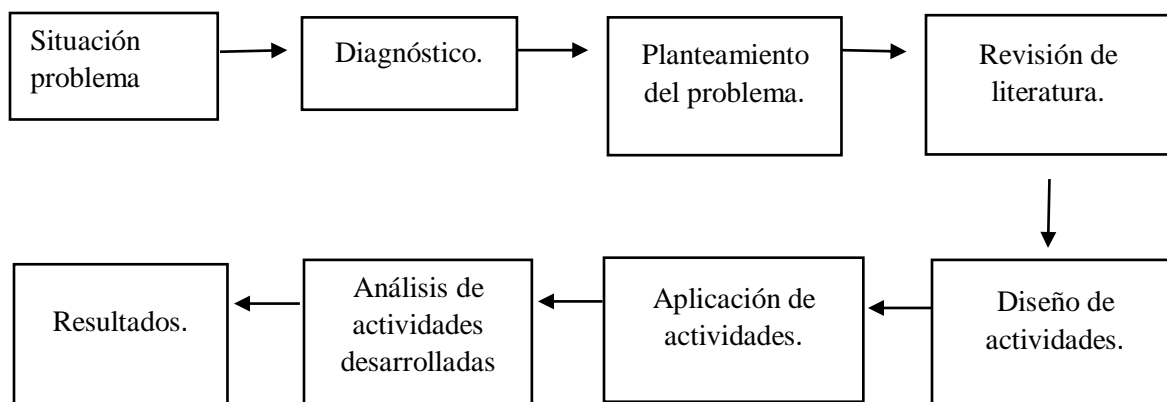 Situación
problema
Diagnóstico.
Planteamiento
del problema.
Revisión de
literatura.
Diseño de
actividades.
Aplicación de
actividades.
Análisis de
actividades
desarrolladas
Resultados.